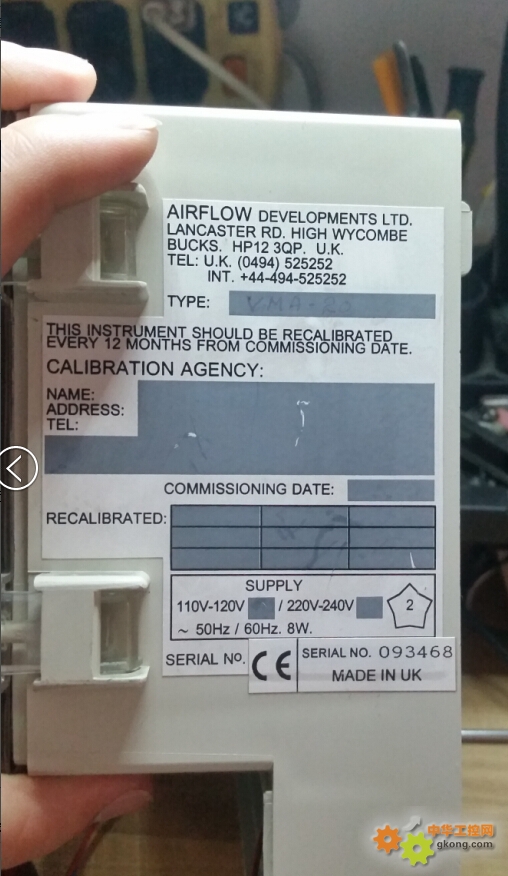 AIRFLOW DEVELOPMENTS LTD.
LANCASTER RD. HIGH WYCOMBE
BUCKS. HP12 3QP. U.K.
TEL: U.K. (0494) 525252
INT. +44-494-525252
TYPE:
THIS INSTRUMENT SHOULD BE RECALIBRATED
EVERY 12 MONTHS FROM COMMISSIONING DATE.
CALIBRATION AGENCY:
NAME:
ADDRESS:
TEL:
COMMISSIONING DATE:
RECALIBRATED:
SUPPLY
110V-120V / 220V-240V
2
~ 50Hz / 60Hz. 8W.
SERIAL No.
CE
SERIAL NO. 093468
MADE IN UK
中华工控网
gkong.com